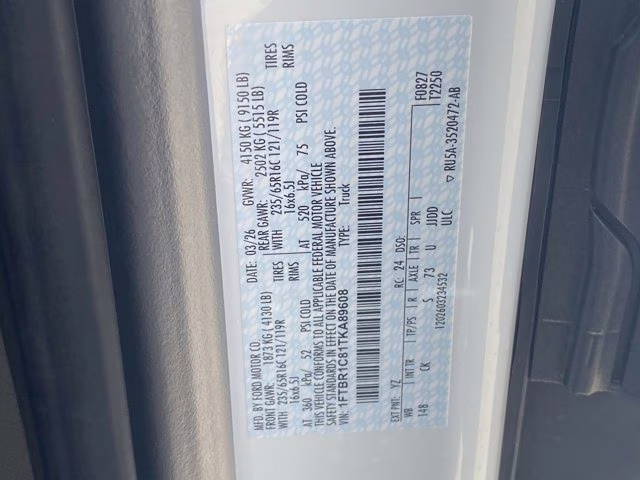 MFD. BY FORD MOTOR CO.
DATE: 03/26 GVWR: 4150 KG ( 9150 LB)
FRONT GAWR: 1873 KG ( 4130 LB) REAR GAWR: 2502 KG ( 5515 LB)
WITH 235/65R16C 121/119R TIRES WITH 235/65R16C 121/119R TIRES
16x6.5J RIMS 16x6.5J RIMS
AT 360 kPa/ 52 PSI COLD AT 520 kPa/ 75 PSI COLD
THIS VEHICLE CONFORMS TO ALL APPLICABLE FEDERAL MOTOR VEHICLE
SAFETY STANDARDS IN EFFECT ON THE DATE OF MANUFACTURE SHOWN ABOVE.
VIN: 1FTBR1C81TKA89608 TYPE: Truck
EXT PNT: YZ RC: 24 DSO: F0827
WB INT TR TP/PS R AXLE TR SPR T2250
148 CK S 73 U JJDD
ULC
1202603234532 ▽ RU5A-3520472-AB